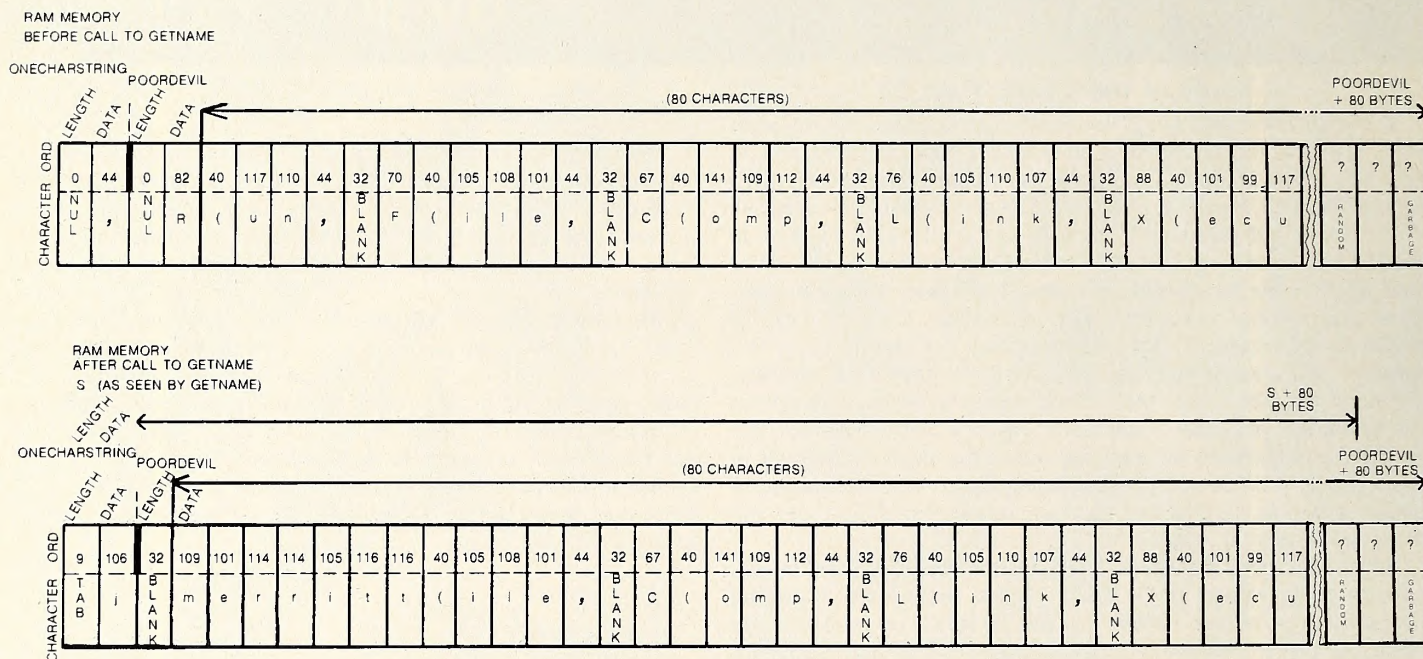 RAM MEMORY
BEFORE CALL TO GETNAME
ONECHARSTRING
POORDEVIL
LENGTH DATA LENGTH DATA
(80 CHARACTERS)
POORDEVIL
+ 80 BYTES
ORD 0 44 0 82 40 117 110 44 32 70 40 105 108 101 44 32 67 40 141 109 112 44 32 76 40 105 110 107 44 32 88 40 101 99 117 ? ? ?
CHARACTER NUL , NUL R ( u n , BLANK F ( i l e , BLANK C ( o m p , BLANK L ( i n k , BLANK X ( e c u RANDOM GARBAGE
RAM MEMORY
AFTER CALL TO GETNAME
S (AS SEEN BY GETNAME)
LENGTH DATA
S + 80
BYTES
ONECHARSTRING
POORDEVIL
LENGTH DATA LENGTH DATA
(80 CHARACTERS)
POORDEVIL
+ 80 BYTES
ORD 9 106 32 109 101 114 114 105 116 116 40 105 108 101 44 32 67 40 141 109 112 44 32 76 40 105 110 107 44 32 88 40 101 99 117 ? ? ?
CHARACTER TAB j BLANK m e r r i t t ( i l e , BLANK C ( o m p , BLANK L ( i n k , BLANK X ( e c u RANDOM GARBAGE